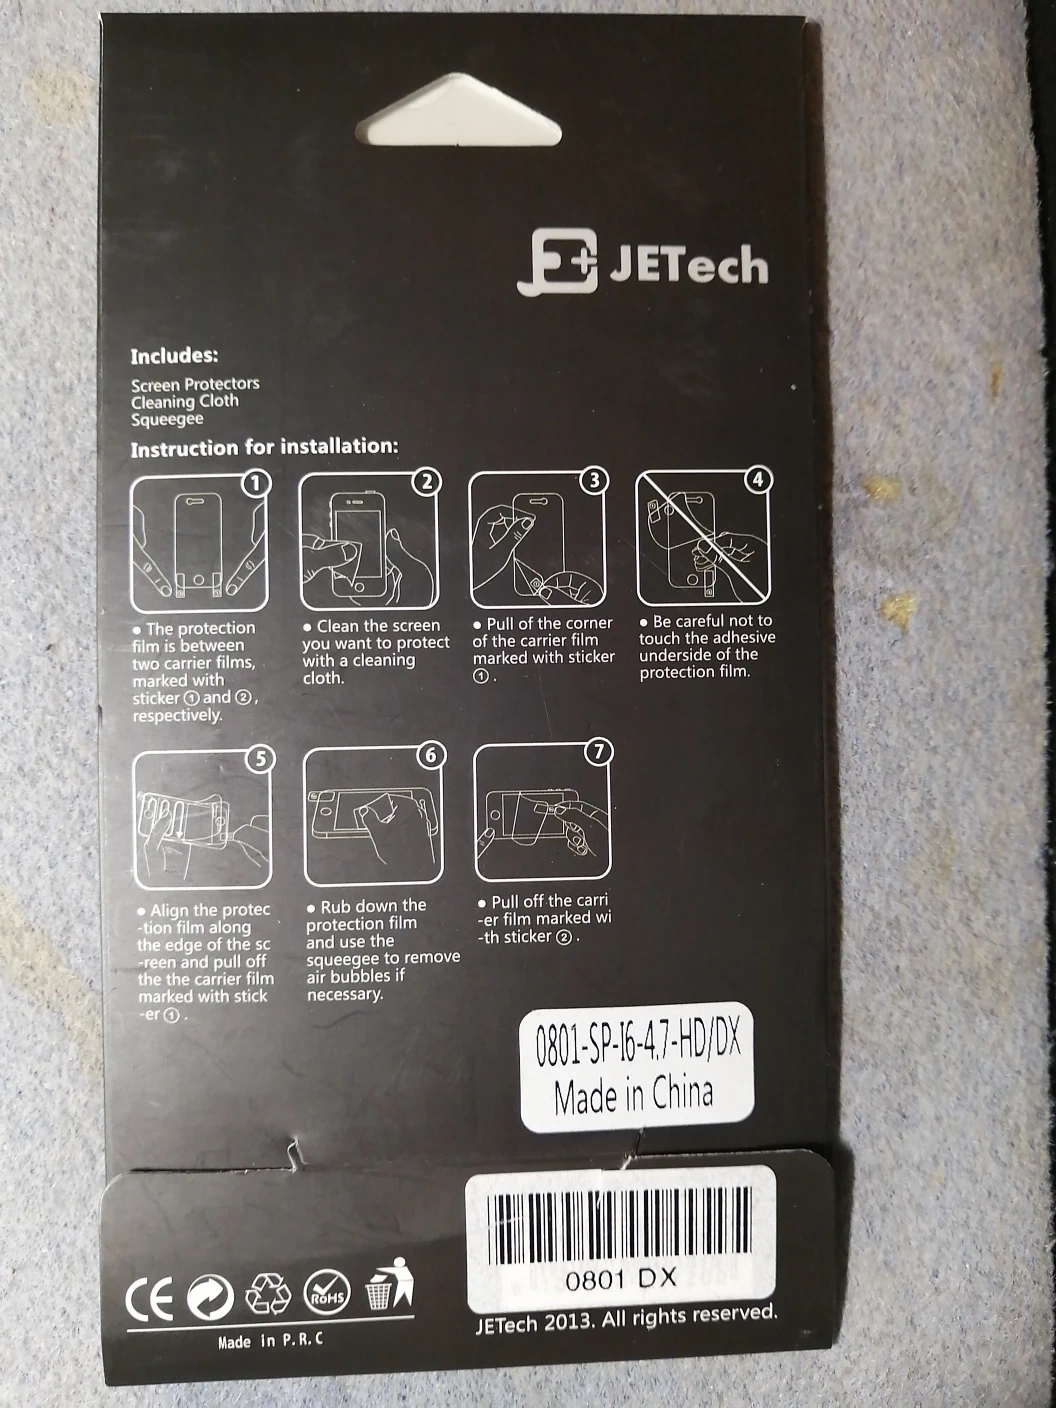 JETech
Includes:
Screen Protectors
Cleaning Cloth
Squeegee
Instruction for installation:
1
● The protection
film is between
two carrier films,
marked with
sticker ① and ②,
respectively.
2
● Clean the screen
you want to protect
with a cleaning
cloth.
3
● Pull of the corner
of the carrier film
marked with sticker
① .
4
● Be careful not to
touch the adhesive
underside of the
protection film.
5
● Align the protec
-tion film along
the edge of the sc
-reen and pull off
the the carrier film
marked with stick
-er ① .
6
● Rub down the
protection film
and use the
squeegee to remove
air bubbles if
necessary.
7
● Pull off the carri
-er film marked wi
-th sticker ② .
0801-SP-I6-4.7-HD/DX
Made in China
0801 DX
CE
RoHS
Made in P.R.C
JETech 2013. All rights reserved.